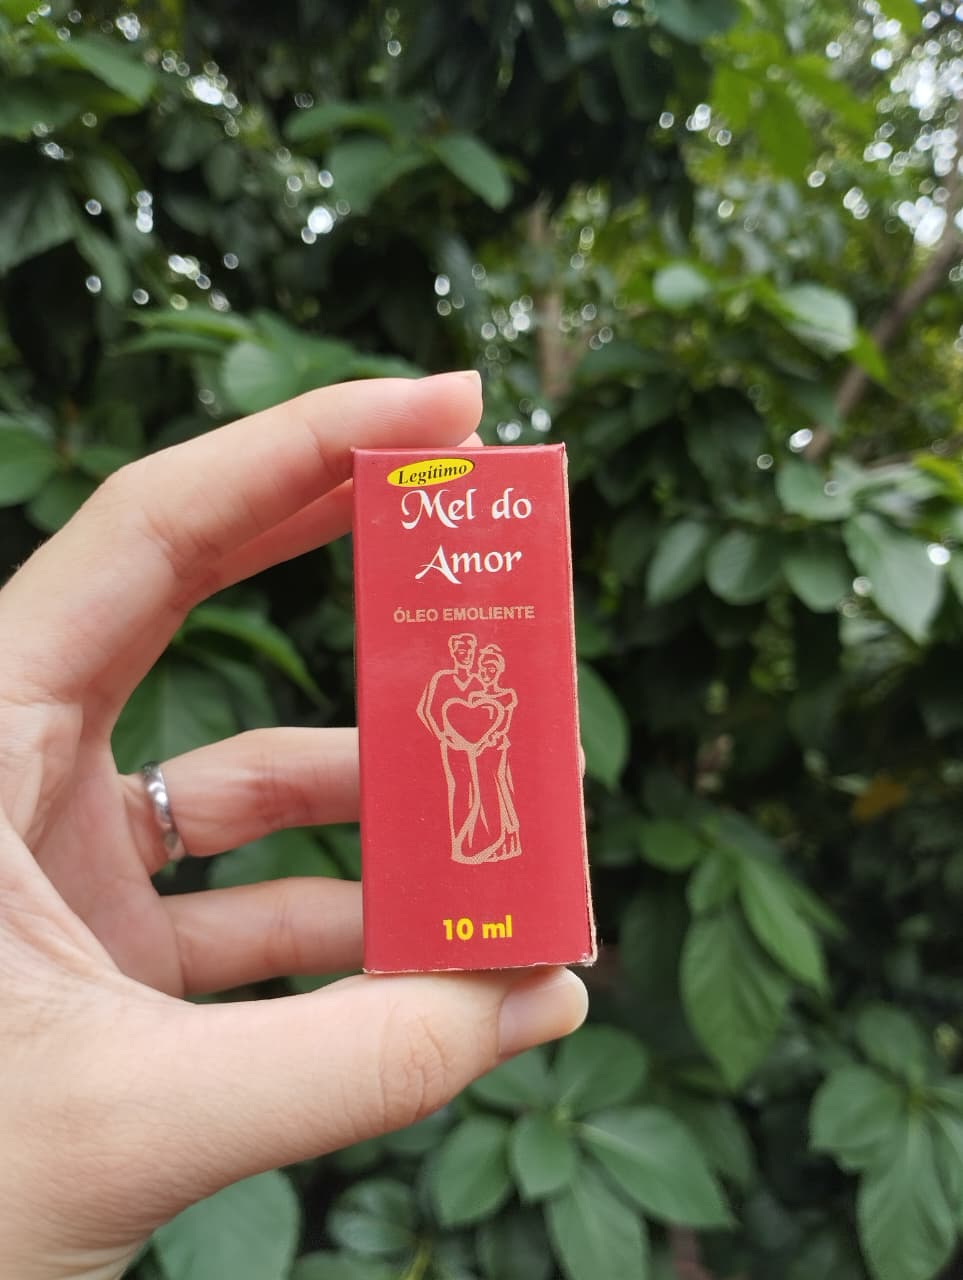 Legítimo
Mel do
Amor
ÓLEO EMOLIENTE
10 ml